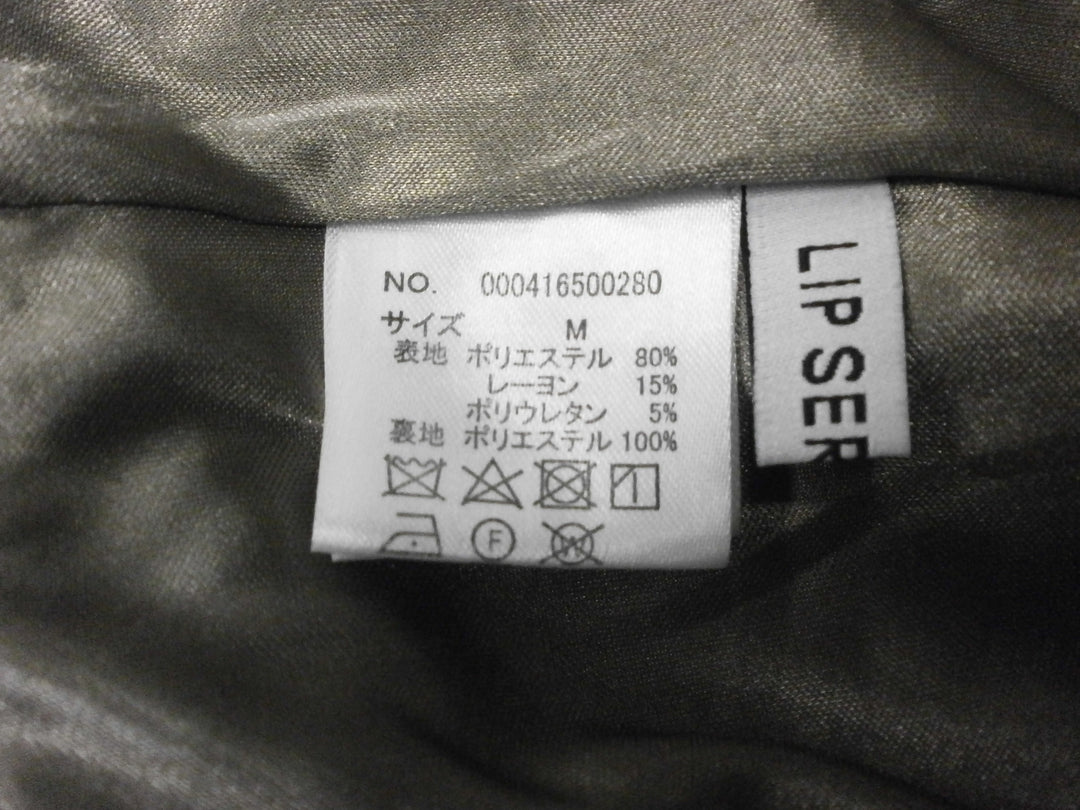 NO. 000416500280
サイズ M
表地 ポリエステル 80%
レーヨン 15%
ポリウレタン 5%
裏地 ポリエステル 100%
F
W
LIP SER